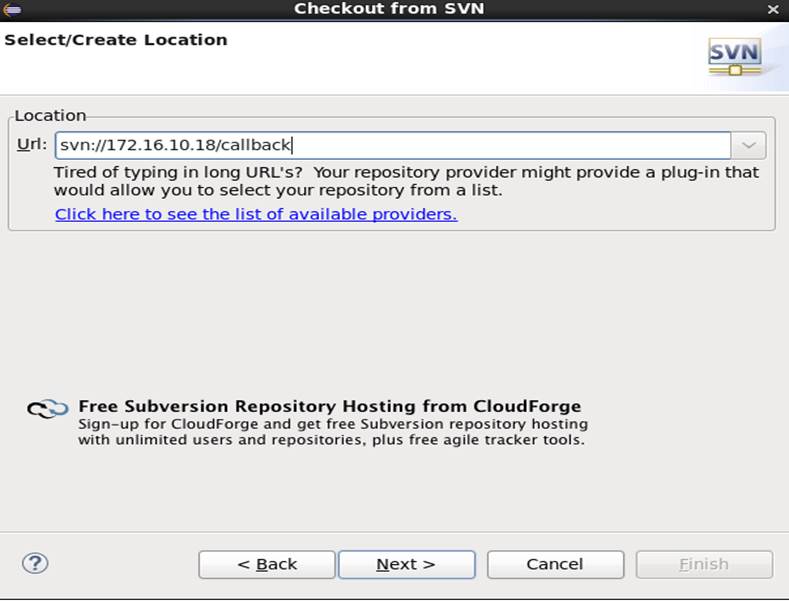 Checkout from SVN
Select/Create Location
SVN
Location
Url: svn://172.16.10.18/callback
Tired of typing in long URL's? Your repository provider might provide a plug-in that
would allow you to select your repository from a list.
Click here to see the list of available providers.
Free Subversion Repository Hosting from CloudForge
Sign-up for CloudForge and get free Subversion repository hosting
with unlimited users and repositories, plus free agile tracker tools.
? < Back Next > Cancel Finish